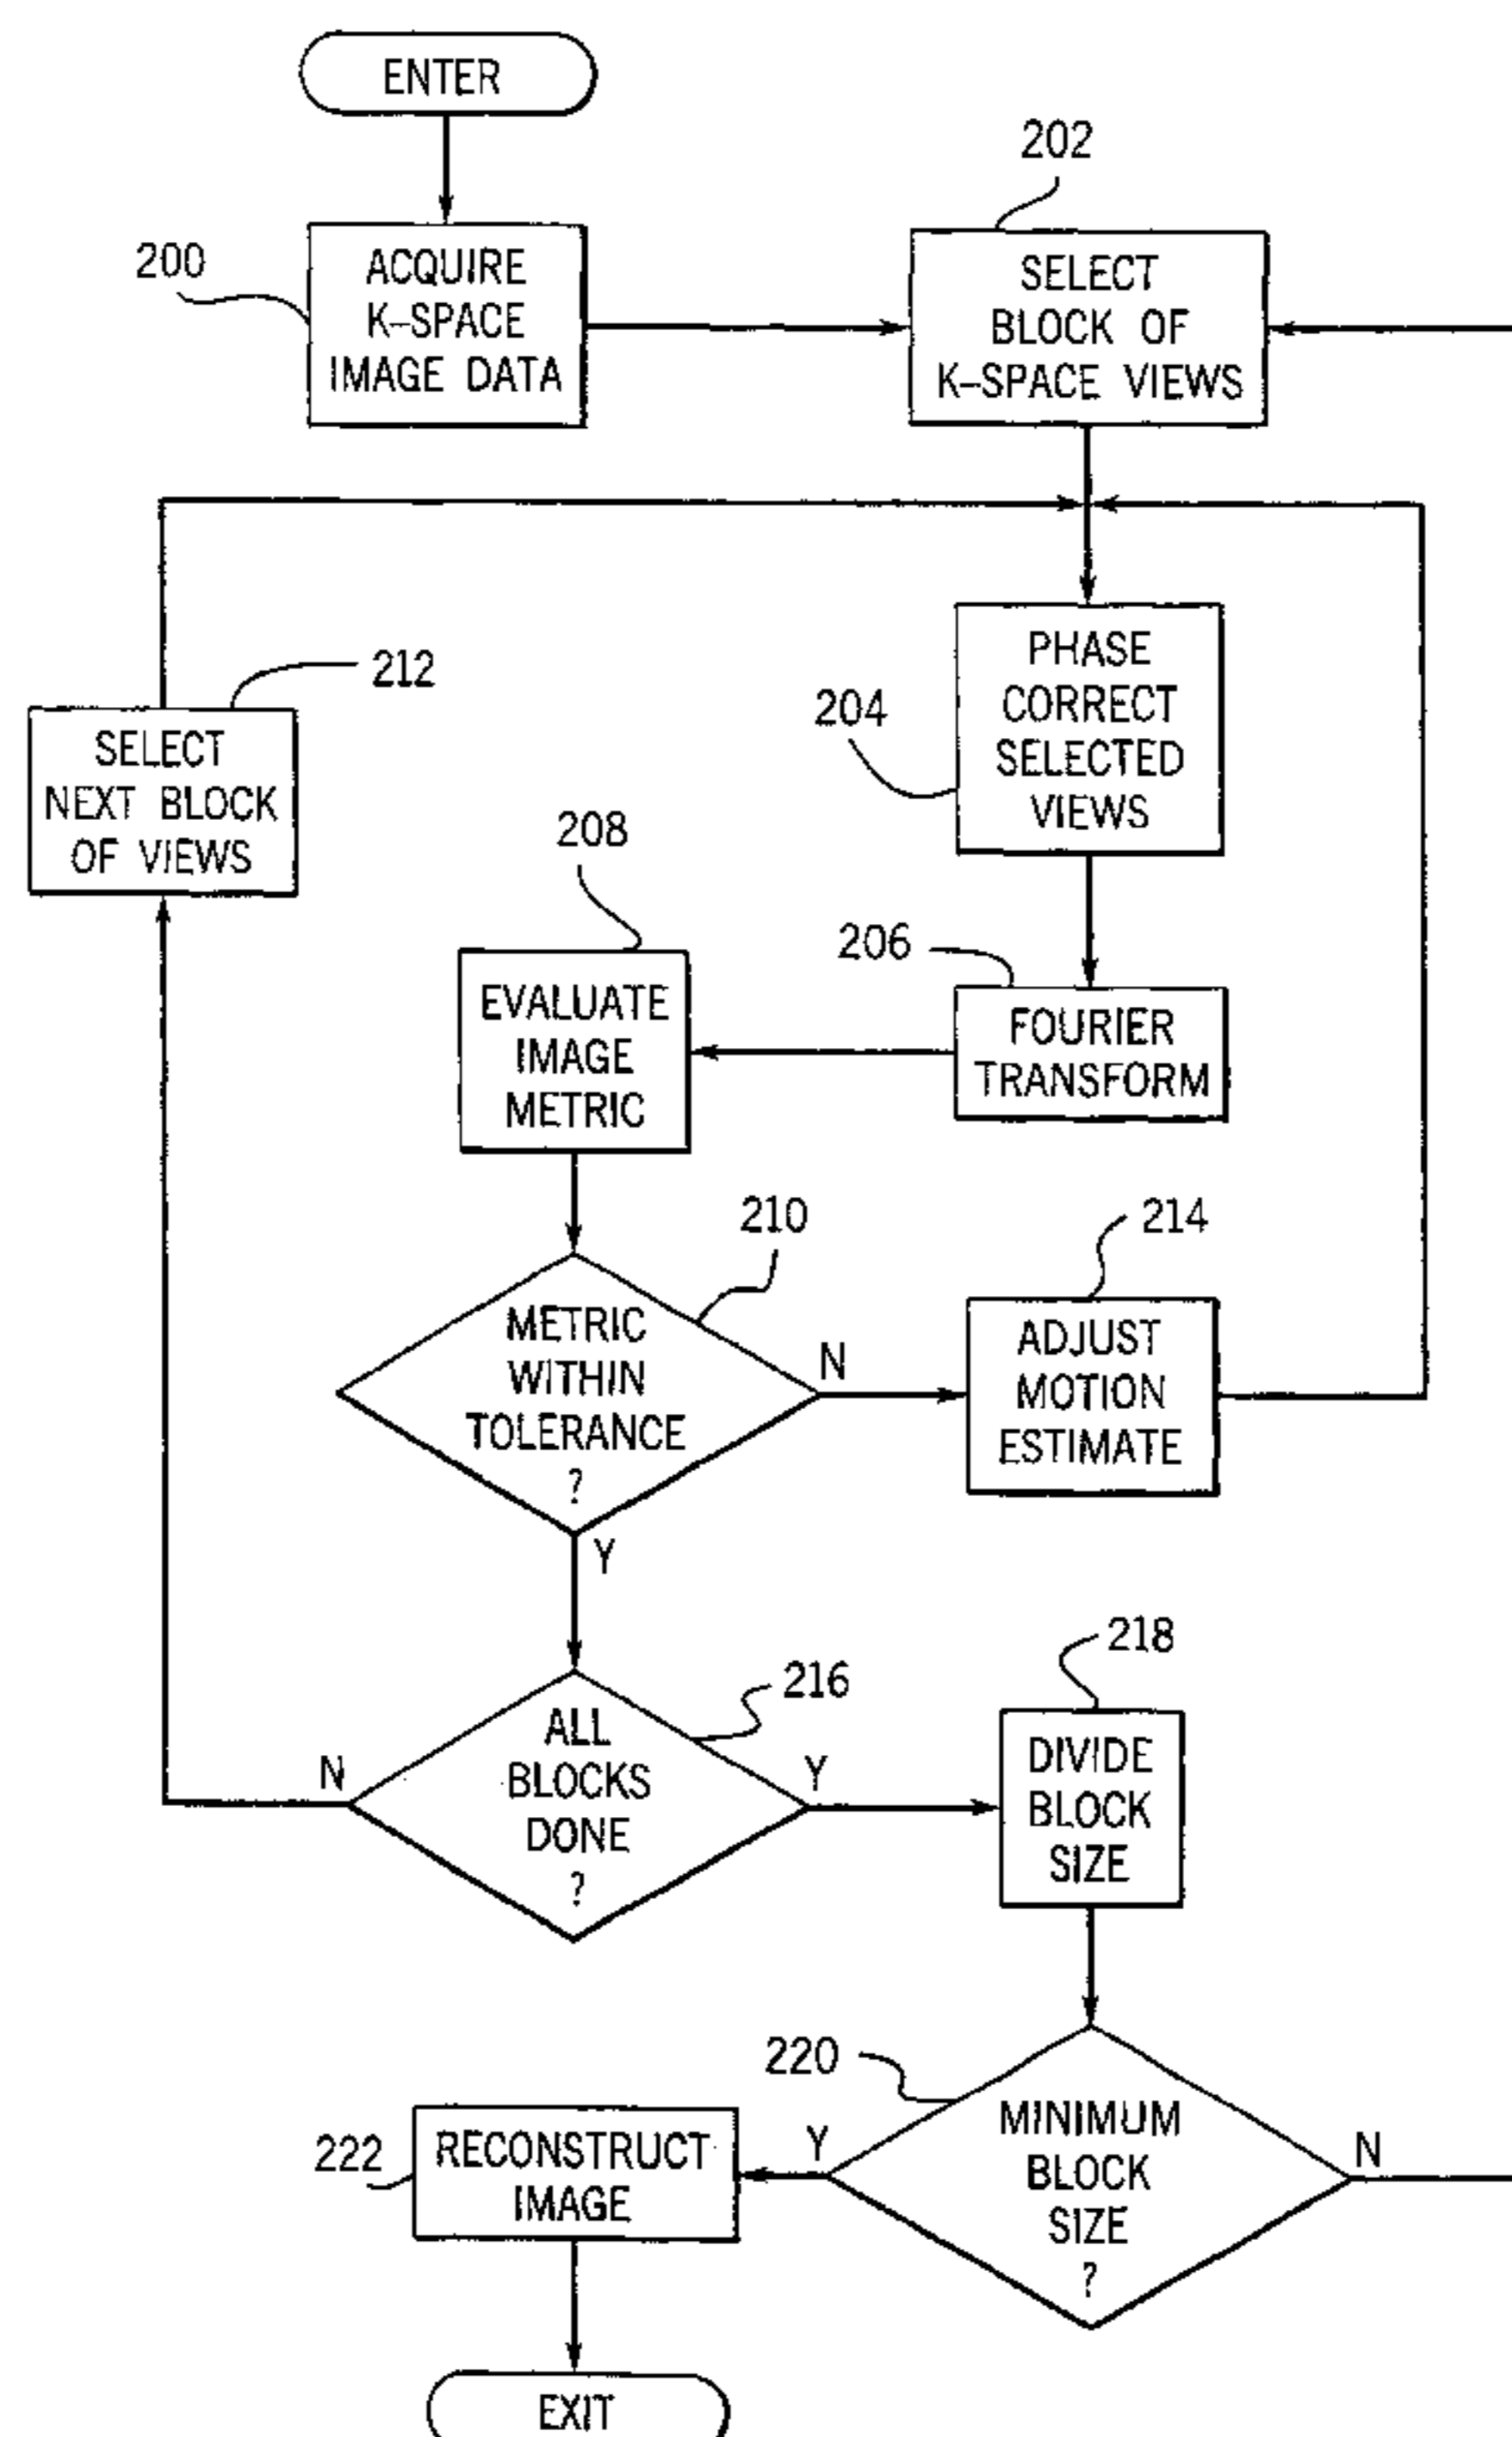 ENTER
202
200
ACQUIRE
K-SPACE
IMAGE DATA
SELECT
BLOCK OF
K-SPACE VIEWS
212
SELECT
NEXT BLOCK
OF VIEWS
204
PHASE
CORRECT
SELECTED
VIEWS
208
206
EVALUATE
IMAGE
METRIC
FOURIER
TRANSFORM
210
214
METRIC
WITHIN
TOLERANCE
?
N
ADJUST
MOTION
ESTIMATE
Y
216
218
N
ALL
BLOCKS
DONE
?
Y
DIVIDE
BLOCK
SIZE
220
222
RECONSTRUCT
IMAGE
Y
MINIMUM
BLOCK
SIZE
?
N
EXIT